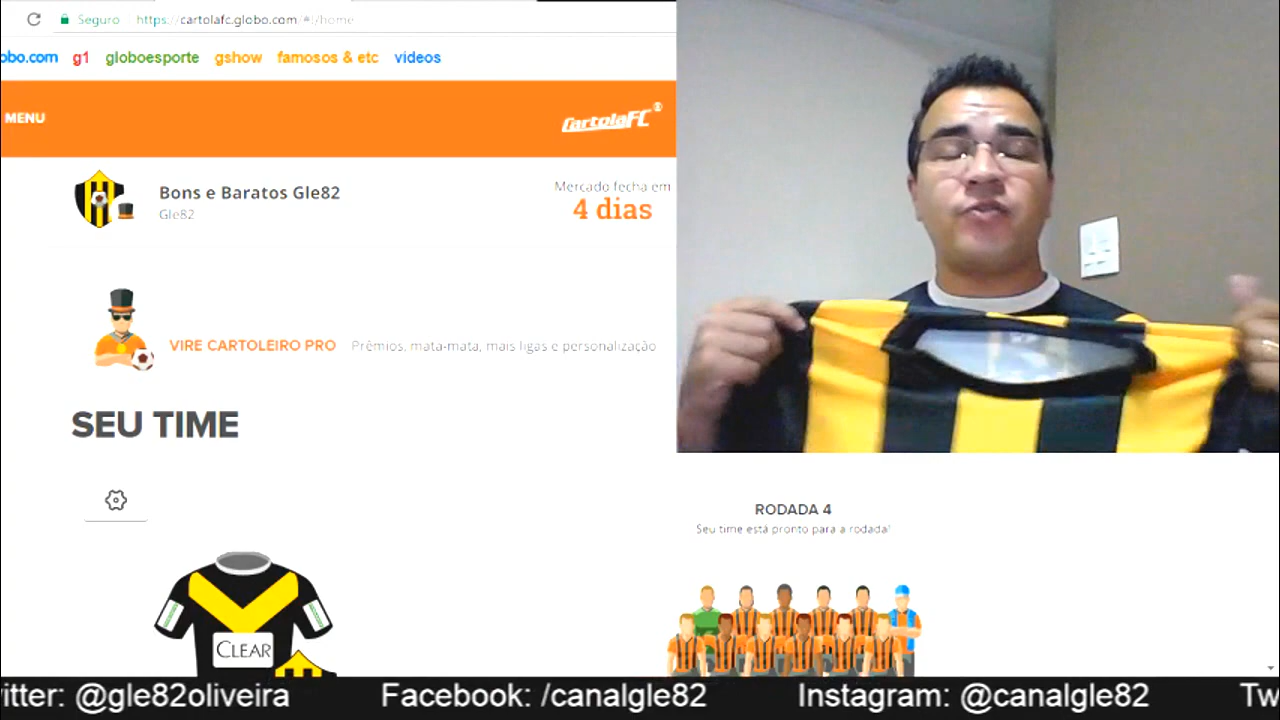 Seguro
https://cartolafc.globo.com/#!/home
obo.com g1 globoesporte gshow famosos & etc videos
MENU
CartolaFC
Bons e Baratos Gle82
Gle82
Mercado fecha em
4 dias
VIRE CARTOLEIRO PRO Prêmios, mata-mata, mais ligas e personalização
SEU TIME
RODADA 4
Seu time está pronto para a rodada!
CLEAR
itter: @gle82oliveira Facebook: /canalgle82 Instagram: @canalgle82 Tw